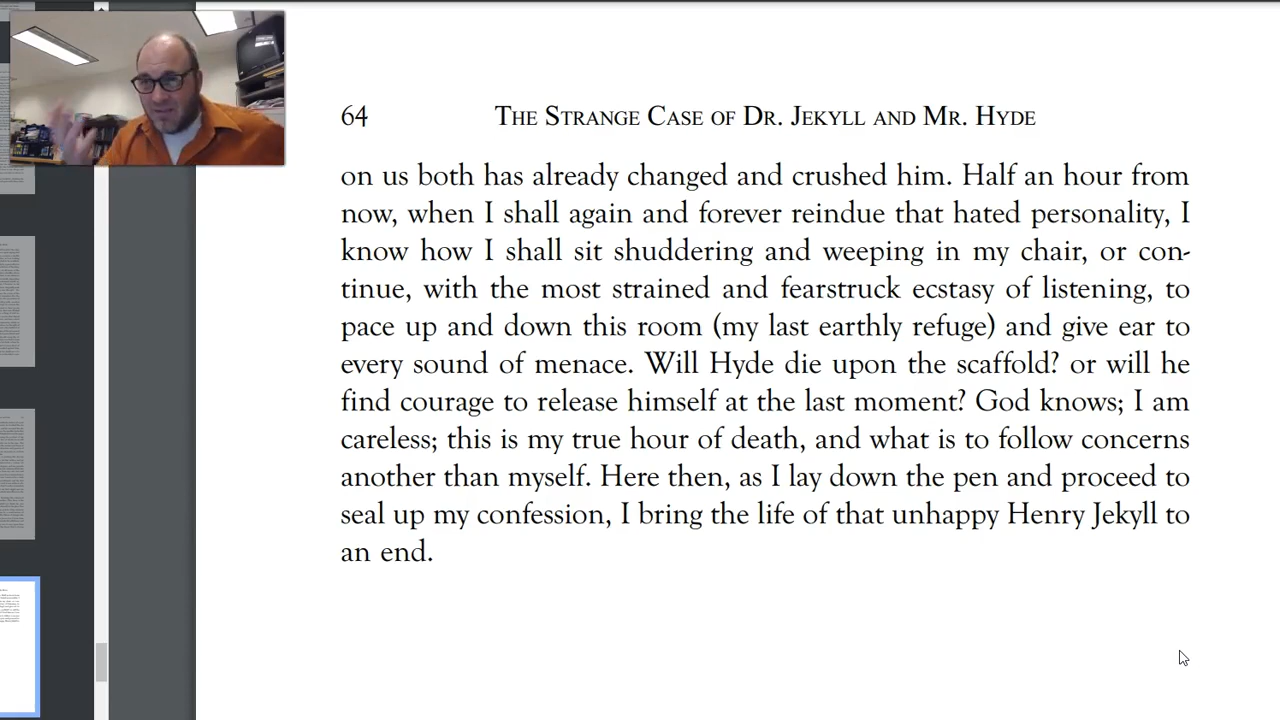 64 THE STRANGE CASE OF DR. JEKYLL AND MR. HYDE
on us both has already changed and crushed him. Half an hour from
now, when I shall again and forever reindue that hated personality, I
know how I shall sit shuddering and weeping in my chair, or con-
tinue, with the most strained and fearstruck ecstasy of listening, to
pace up and down this room (my last earthly refuge) and give ear to
every sound of menace. Will Hyde die upon the scaffold? or will he
find courage to release himself at the last moment? God knows; I am
careless; this is my true hour of death, and what is to follow concerns
another than myself. Here then, as I lay down the pen and proceed to
seal up my confession, I bring the life of that unhappy Henry Jekyll to
an end.